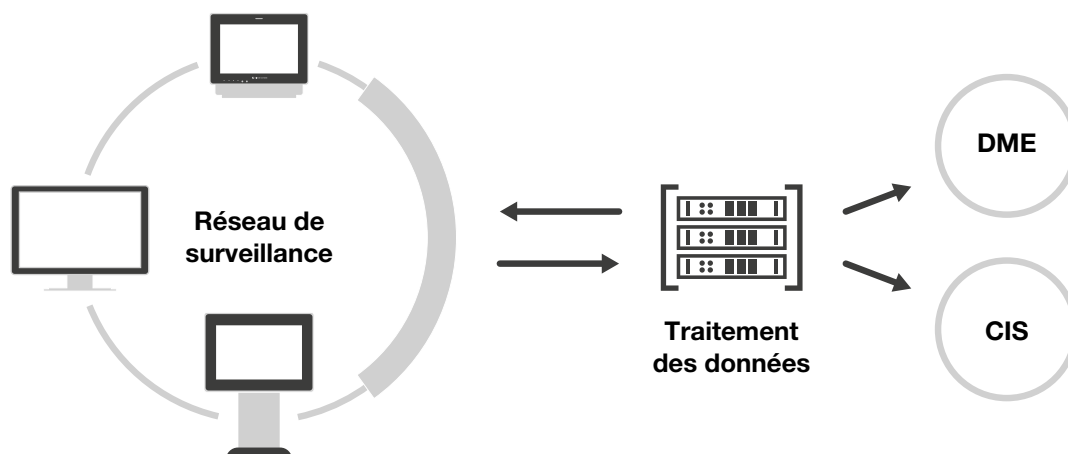 Réseau de
surveillance
Traitement
des données
DME
CIS